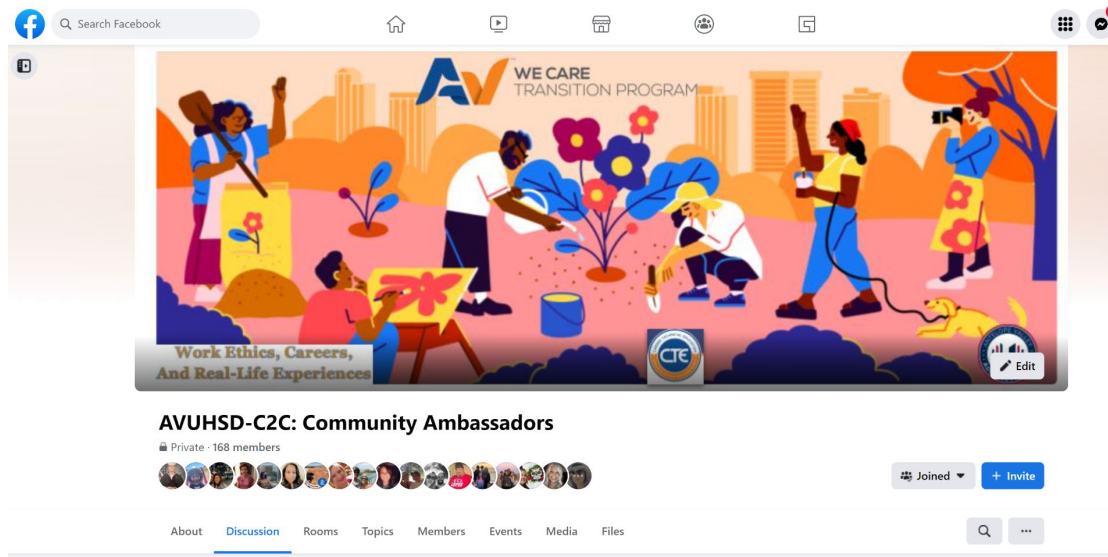 Search Facebook
AV WE CARE
TRANSITION PROGRAM
Work Ethics, Careers,
And Real-Life Experiences
CTE
Edit
AVUHSD-C2C: Community Ambassadors
Private · 168 members
Joined
+ Invite
About Discussion Rooms Topics Members Events Media Files